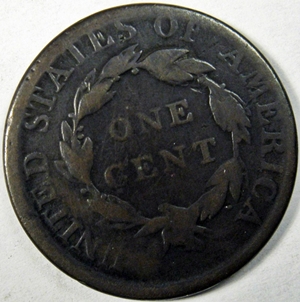 UNITED STATES OF AMERICA
ONE
CENT